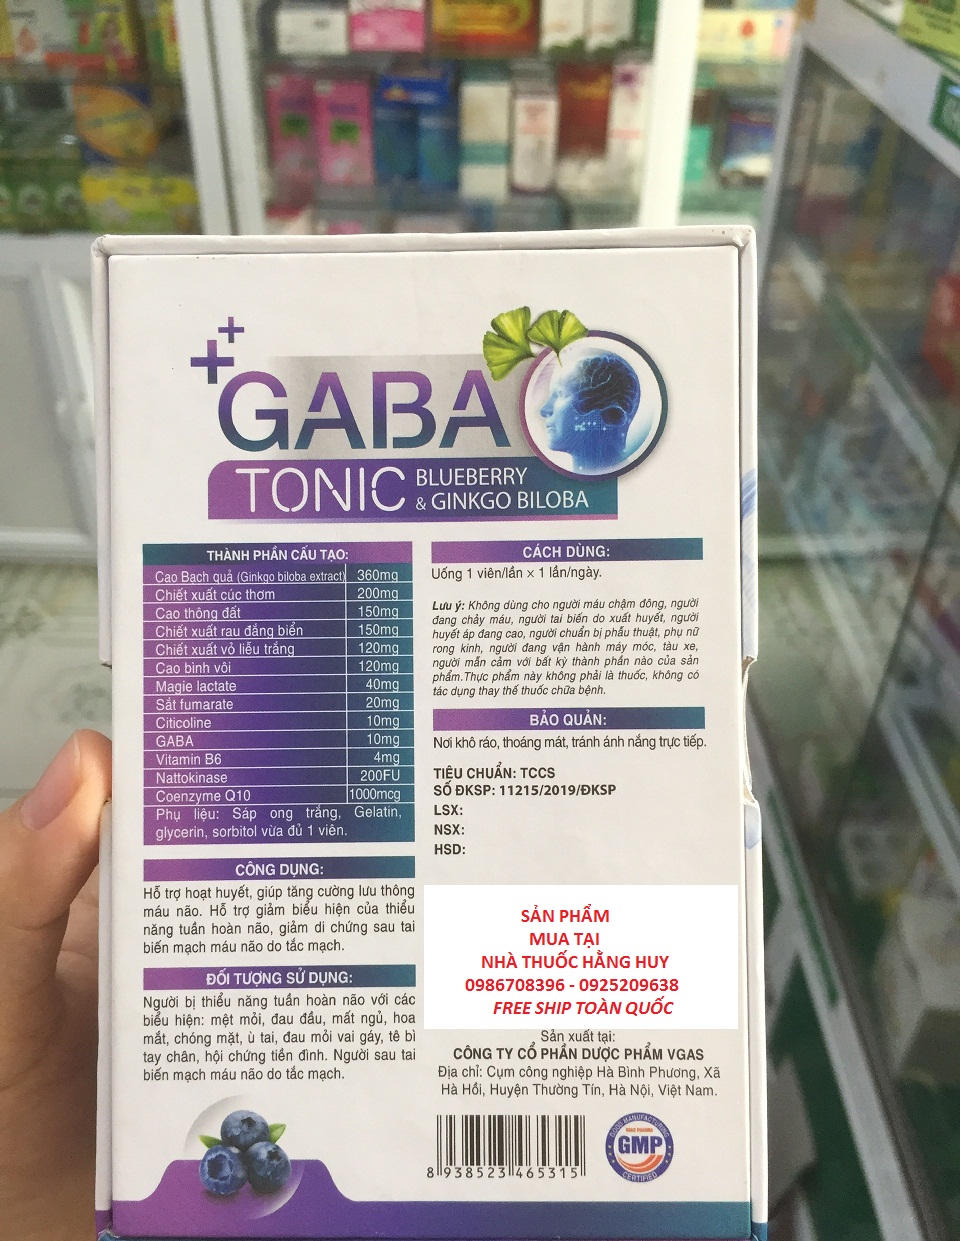 ++GABA
TONIC BLUEBERRY
& GINKGO BILOBA
THÀNH PHẦN CẤU TẠO:
Cao Bạch quả (Ginkgo biloba extract) 360mg
Chiết xuất cúc thơm 200mg
Cao thông đất 150mg
Chiết xuất rau đắng biển 150mg
Chiết xuất vỏ liễu trắng 120mg
Cao bình vôi 120mg
Magie lactate 40mg
Sắt fumarate 20mg
Citicoline 10mg
GABA 10mg
Vitamin B6 4mg
Nattokinase 200FU
Coenzyme Q10 1000mcg
Phụ liệu: Sáp ong trắng, Gelatin,
glycerin, sorbitol vừa đủ 1 viên.
CÔNG DỤNG:
Hỗ trợ hoạt huyết, giúp tăng cường lưu thông
máu não. Hỗ trợ giảm biểu hiện của thiểu
năng tuần hoàn não, giảm di chứng sau tai
biến mạch máu não do tắc mạch.
ĐỐI TƯỢNG SỬ DỤNG:
Người bị thiểu năng tuần hoàn não với các
biểu hiện: mệt mỏi, đau đầu, mất ngủ, hoa
mắt, chóng mặt, ù tai, đau mỏi vai gáy, tê bì
tay chân, hội chứng tiền đình. Người sau tai
biến mạch máu não do tắc mạch.
CÁCH DÙNG:
Uống 1 viên/lần x 1 lần/ngày.
Lưu ý: Không dùng cho người máu chậm đông, người
đang chảy máu, người tai biến do xuất huyết, người
huyết áp đang cao, người chuẩn bị phẫu thuật, phụ nữ
rong kinh, người đang vận hành máy móc, tàu xe,
người mẫn cảm với bất kỳ thành phần nào của sản
phẩm.Thực phẩm này không phải là thuốc, không có
tác dụng thay thế thuốc chữa bệnh.
BẢO QUẢN:
Nơi khô ráo, thoáng mát, tránh ánh nắng trực tiếp.
TIÊU CHUẨN: TCCS
SỐ ĐKSP: 11215/2019/ĐKSP
LSX:
NSX:
HSD:
SẢN PHẨM
MUA TẠI
NHÀ THUỐC HẰNG HUY
0986708396 - 0925209638
FREE SHIP TOÀN QUỐC
Sản xuất tại:
CÔNG TY CỔ PHẦN DƯỢC PHẨM VGAS
Địa chỉ: Cụm công nghiệp Hà Bình Phương, Xã
Hà Hồi, Huyện Thường Tín, Hà Nội, Việt Nam.
8 938523 465315
GOOD MANUFACTURING
GMP
CERTIFIED